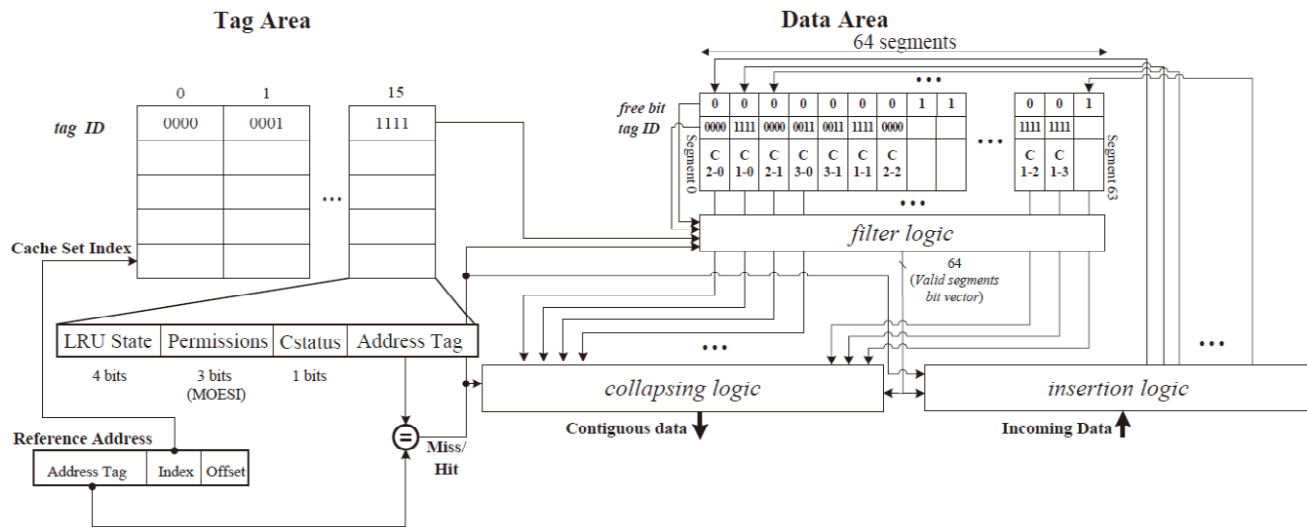 Tag Area
Data Area
64 segments
0 1 15
tag ID 0000 0001 1111
...
free bit 0 0 0 0 0 0 0 1 1 0 0 1
tag ID 0000 1111 0000 0011 0011 1111 0000 1111 1111
Segment 0
C 2-0
C 1-0
C 2-1
C 3-0
C 3-1
C 1-1
C 2-2
...
C 1-2
C 1-3
Segment 63
...
...
filter logic
Cache Set Index
64
(Valid segments
bit vector)
LRU State Permissions Cstatus Address Tag
4 bits 3 bits 1 bits
(MOESI)
...
...
collapsing logic
insertion logic
Contiguous data
Incoming Data
Reference Address
Address Tag Index Offset
=
Miss/
Hit